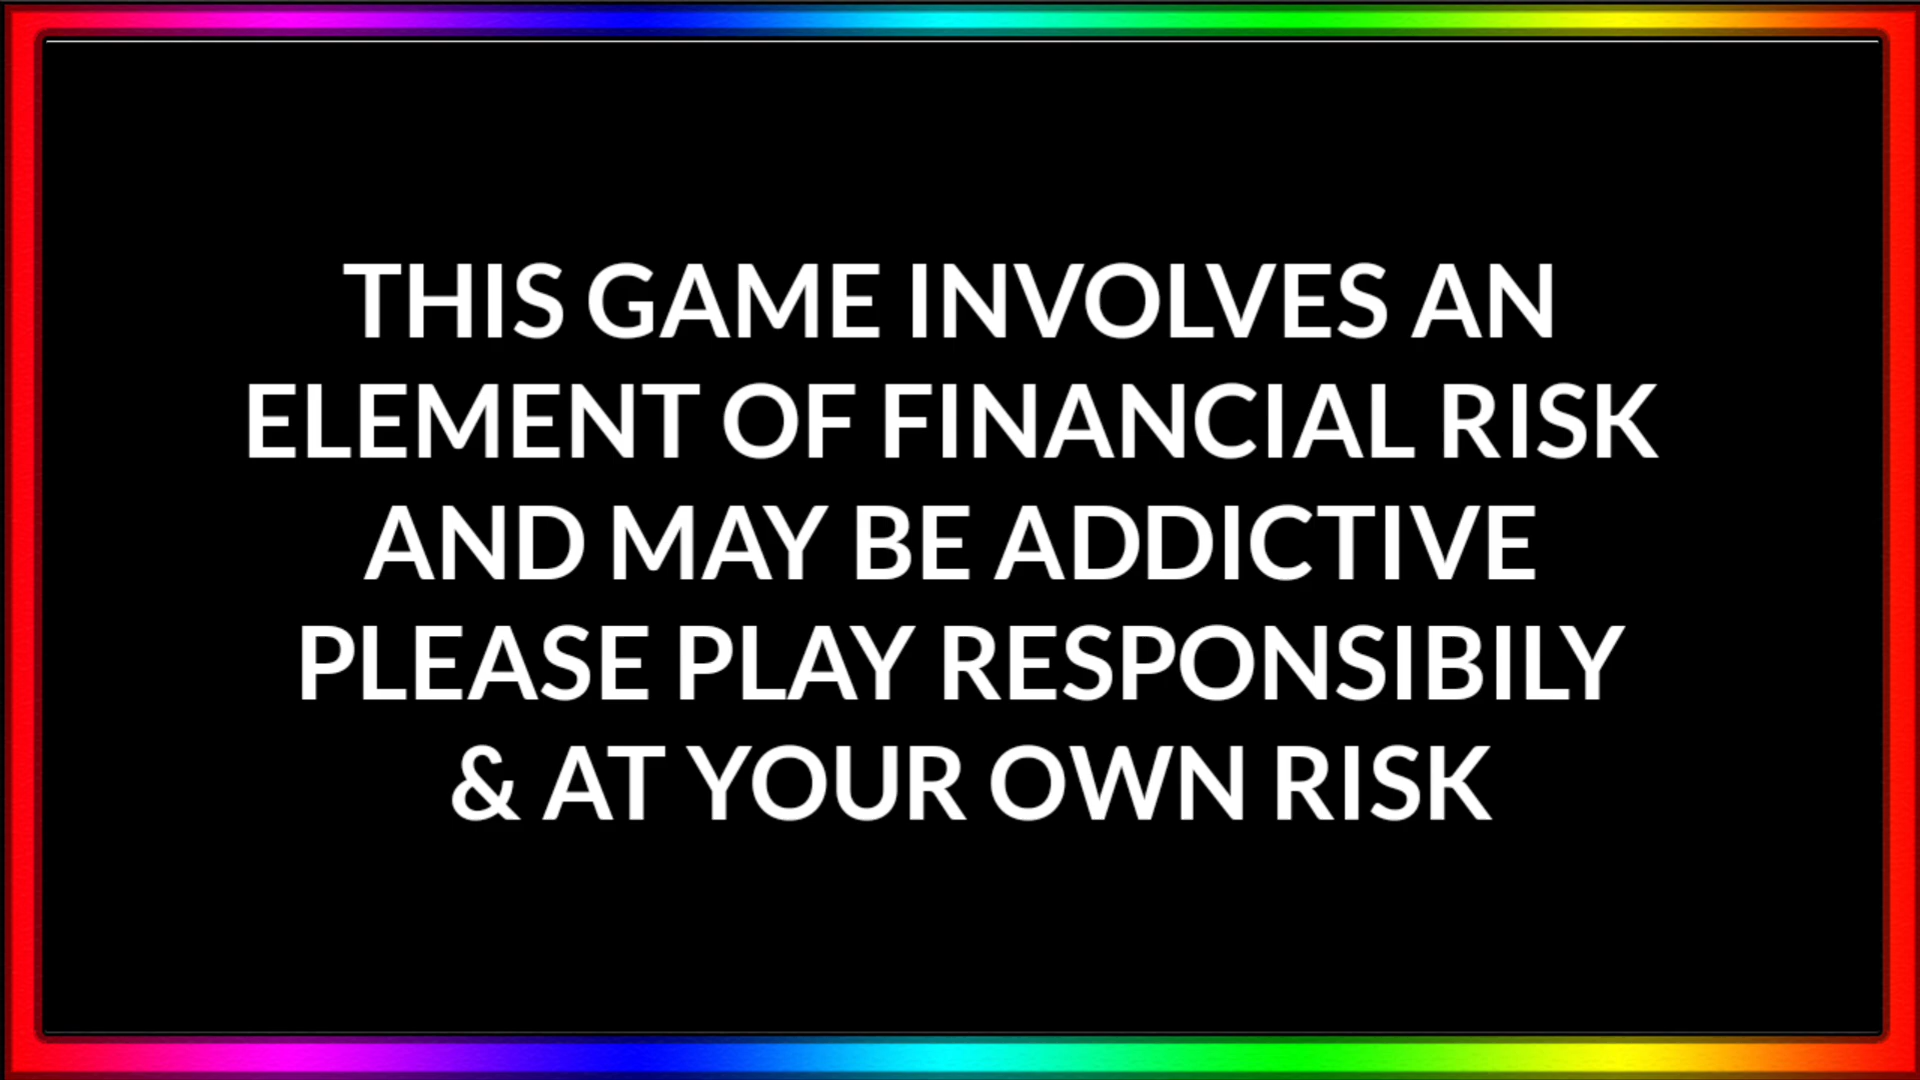 THIS GAME INVOLVES AN
ELEMENT OF FINANCIAL RISK
AND MAY BE ADDICTIVE
PLEASE PLAY RESPONSIBILY
& AT YOUR OWN RISK